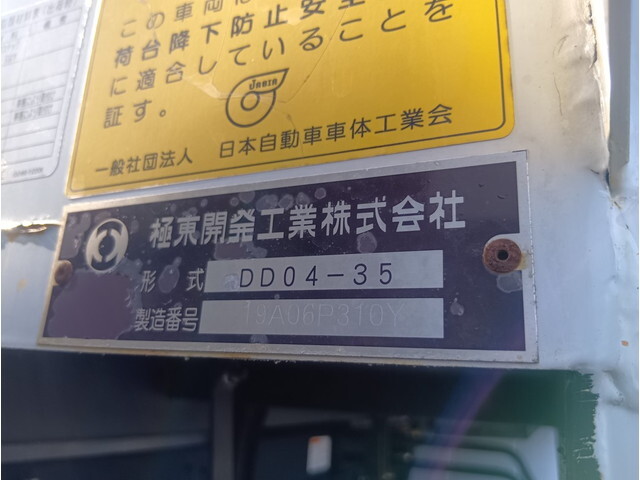 この車両は
荷台降下防止安全
に適合していることを
証す。
JABIA
一般社団法人 日本自動車車体工業会
極東開発工業株式会社
形式 DD04-35
製造番号 19A06P310Y